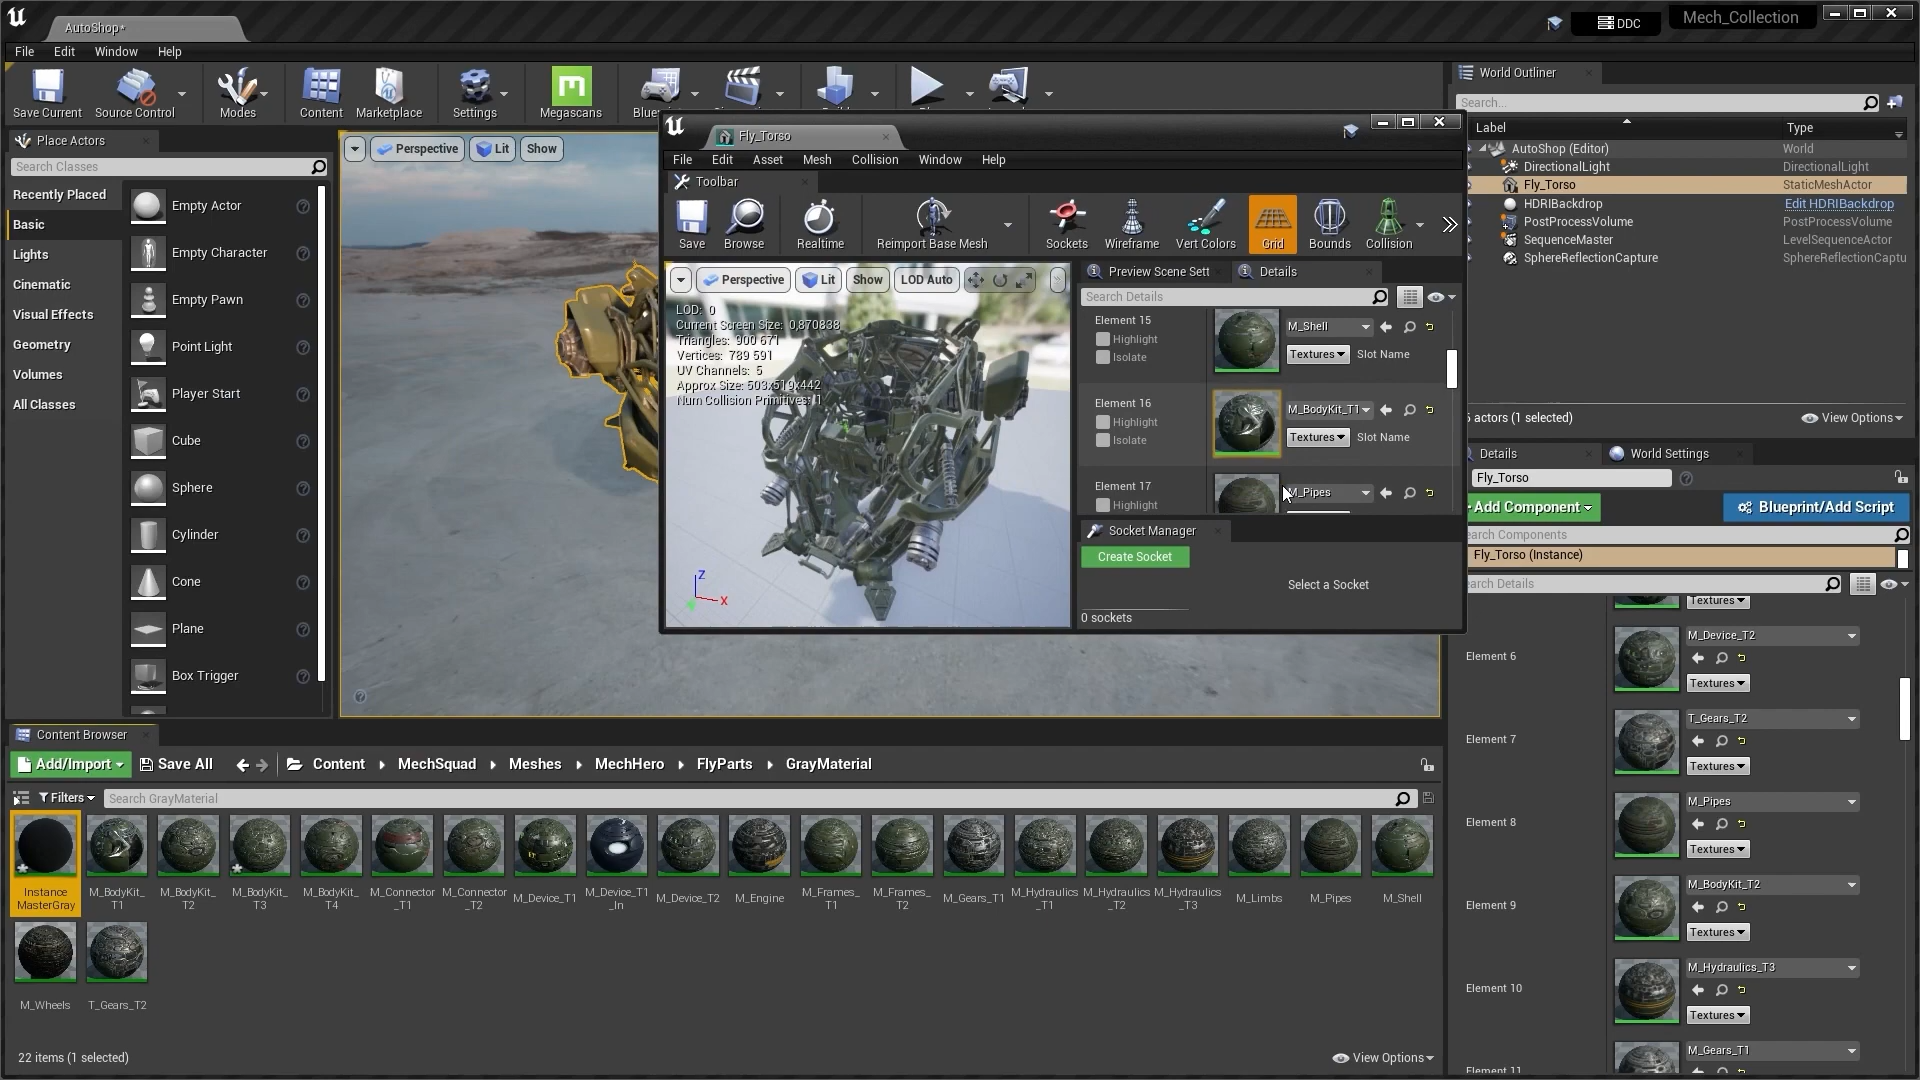 AutoShop*
DDC
Mech_Collection
File Edit Window Help
Save Current
Source Control
Modes
Content
Marketplace
Settings
Megascans
Place Actors
Search Classes
Recently Placed
Basic
Lights
Cinematic
Visual Effects
Geometry
Volumes
All Classes
Empty Actor
Empty Character
Empty Pawn
Point Light
Player Start
Cube
Sphere
Cylinder
Cone
Plane
Box Trigger
Perspective Lit Show
Fly_Torso
File Edit Asset Mesh Collision Window Help
Toolbar
Save
Browse
Realtime
Reimport Base Mesh
Sockets
Wireframe
Vert Colors
Grid
Bounds
Collision
Perspective Lit Show LOD Auto
LOD: 0
Current Screen Size: 0,870838
Triangles: 900 671
Vertices: 789 591
UV Channels: 5
Approx Size: 503x519x442
Num Collision Primitives: 1
Z
X
Preview Scene Sett
Details
Search Details
Element 15
Highlight
Isolate
M_Shell
Textures Slot Name
Element 16
Highlight
Isolate
M_BodyKit_T1
Textures Slot Name
Element 17
Highlight
M_Pipes
Socket Manager
Create Socket
Select a Socket
0 sockets
World Outliner
Search...
Label Type
AutoShop (Editor) World
DirectionalLight DirectionalLight
Fly_Torso StaticMeshActor
HDRIBackdrop Edit HDRIBackdrop
PostProcessVolume PostProcessVolume
SequenceMaster LevelSequenceActor
SphereReflectionCapture SphereReflectionCaptu
actors (1 selected)
View Options
Details
World Settings
Fly_Torso
Add Component
Blueprint/Add Script
earch Components
Fly_Torso (Instance)
earch Details
Textures
Element 6
M_Device_T2
Textures
Element 7
T_Gears_T2
Textures
Element 8
M_Pipes
Textures
Element 9
M_BodyKit_T2
Textures
Element 10
M_Hydraulics_T3
Textures
Element 11
M_Gears_T1
Content Browser
Add/Import
Save All
Content MechSquad Meshes MechHero FlyParts GrayMaterial
Filters
Search GrayMaterial
Instance
MasterGray
M_BodyKit_
T1
M_BodyKit_
T2
M_BodyKit_
T3
M_BodyKit_
T4
M_Connector
_T1
M_Connector
_T2
M_Device_T1
M_Device_T1
_In
M_Device_T2
M_Engine
M_Frames_
T1
M_Frames_
T2
M_Gears_T1
M_Hydraulics
_T1
M_Hydraulics
_T2
M_Hydraulics
_T3
M_Limbs
M_Pipes
M_Shell
M_Wheels
T_Gears_T2
22 items (1 selected)
View Options